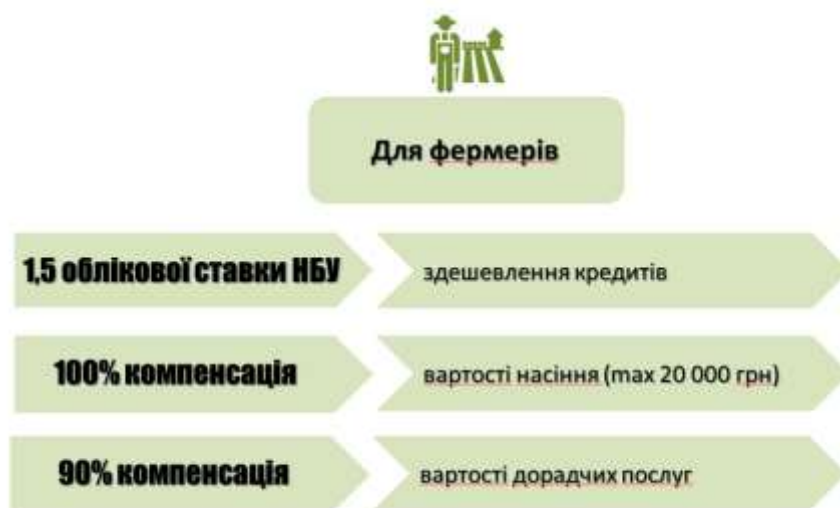 Для фермерів
1,5 облікової ставки НБУ
здешевлення кредитів
100% компенсація
вартості насіння (max 20 000 грн)
90% компенсація
вартості дорадчих послуг